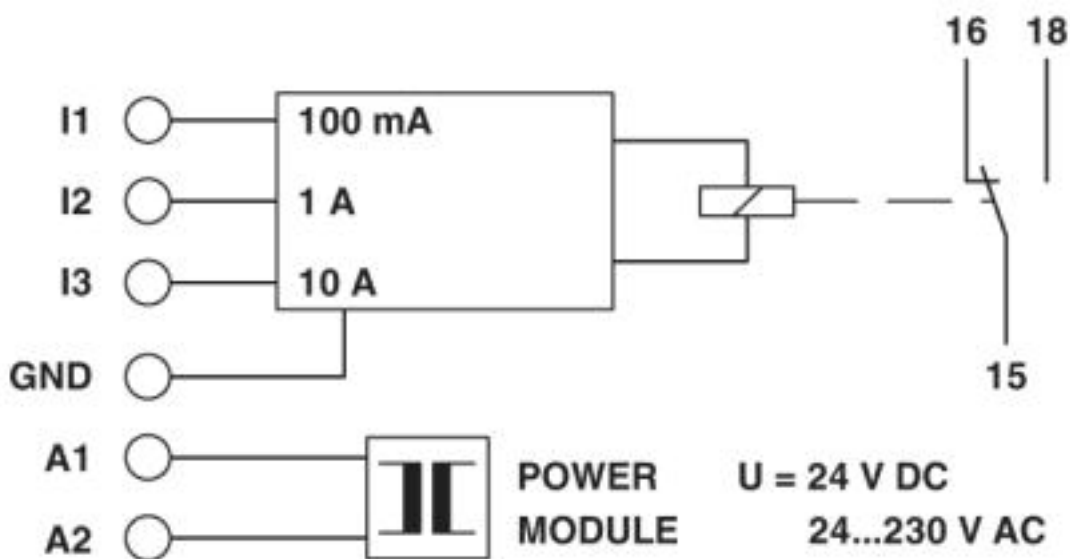 16 18
I1 100 mA
I2 1 A
I3 10 A
GND
15
A1
POWER U = 24 V DC
A2 MODULE 24...230 V AC